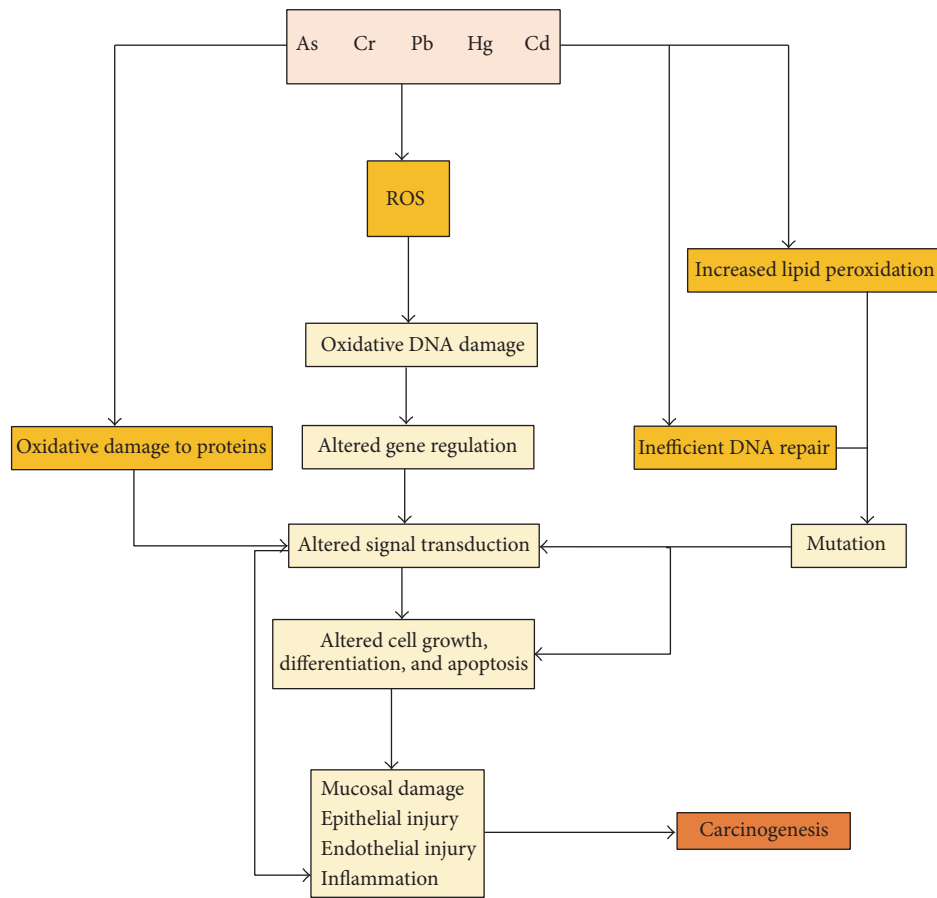 As Cr Pb Hg Cd
ROS
Increased lipid peroxidation
Oxidative DNA damage
Oxidative damage to proteins
Altered gene regulation
Inefficient DNA repair
Altered signal transduction
Mutation
Altered cell growth,
differentiation, and apoptosis
Mucosal damage
Epithelial injury
Endothelial injury
Inflammation
Carcinogenesis